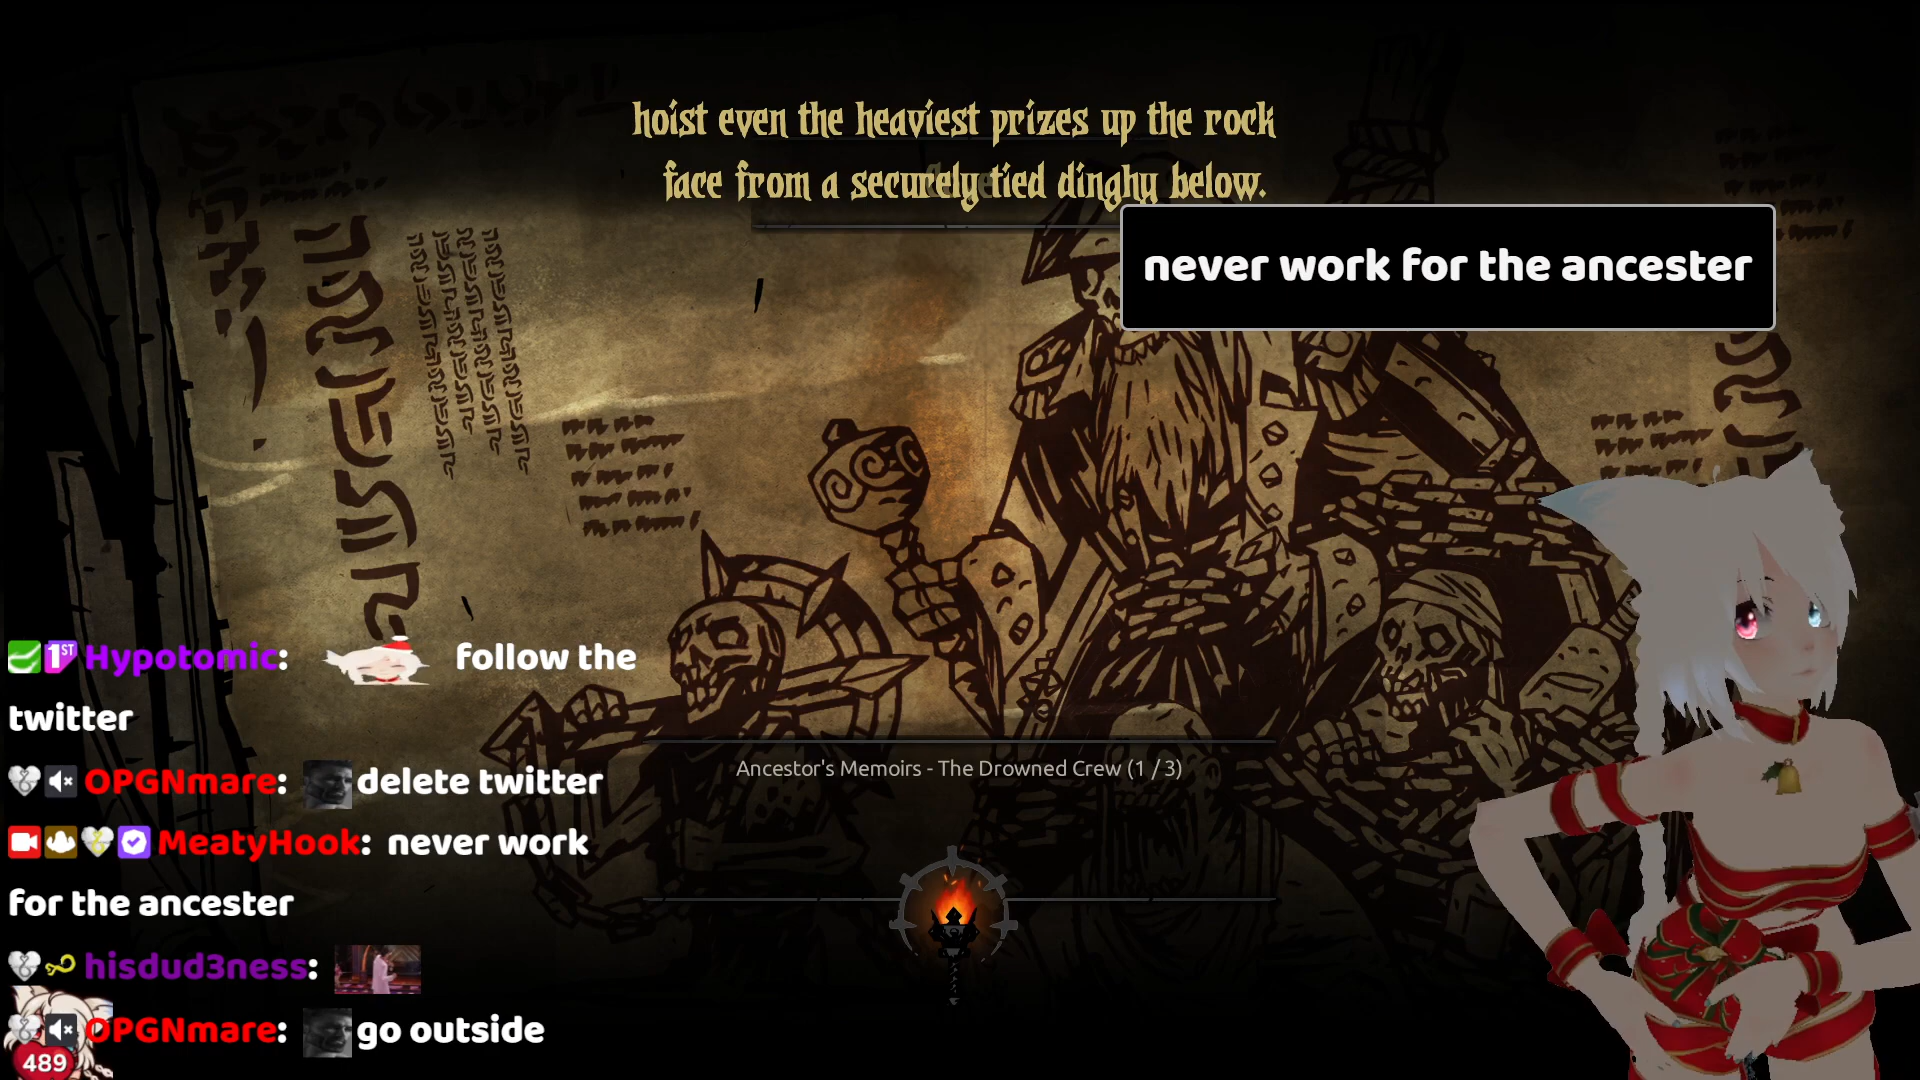 hoist even the heaviest prizes up the rock
face from a securely tied dinghy below.
never work for the ancester
Hypotomic: follow the
twitter
OPGNmare: delete twitter
MeatyHook: never work
for the ancester
hisdud3ness:
OPGNmare: go outside
489
Ancestor's Memoirs - The Drowned Crew (1 / 3)
1ST